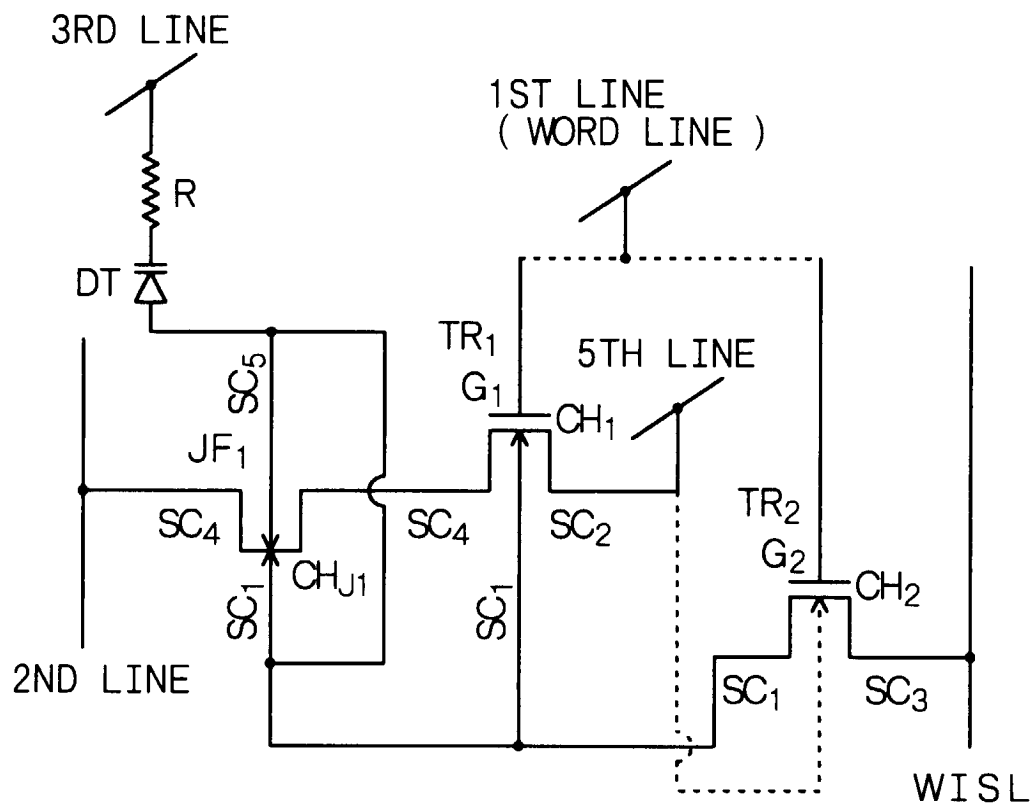 3RD LINE
1ST LINE
( WORD LINE )
R
DT
TR1
5TH LINE
SC5
G1
CH1
JF1
SC4
SC4
SC2
TR2
G2
CH2
SC1
CHJ1
SC1
2ND LINE
SC1
SC3
WISL